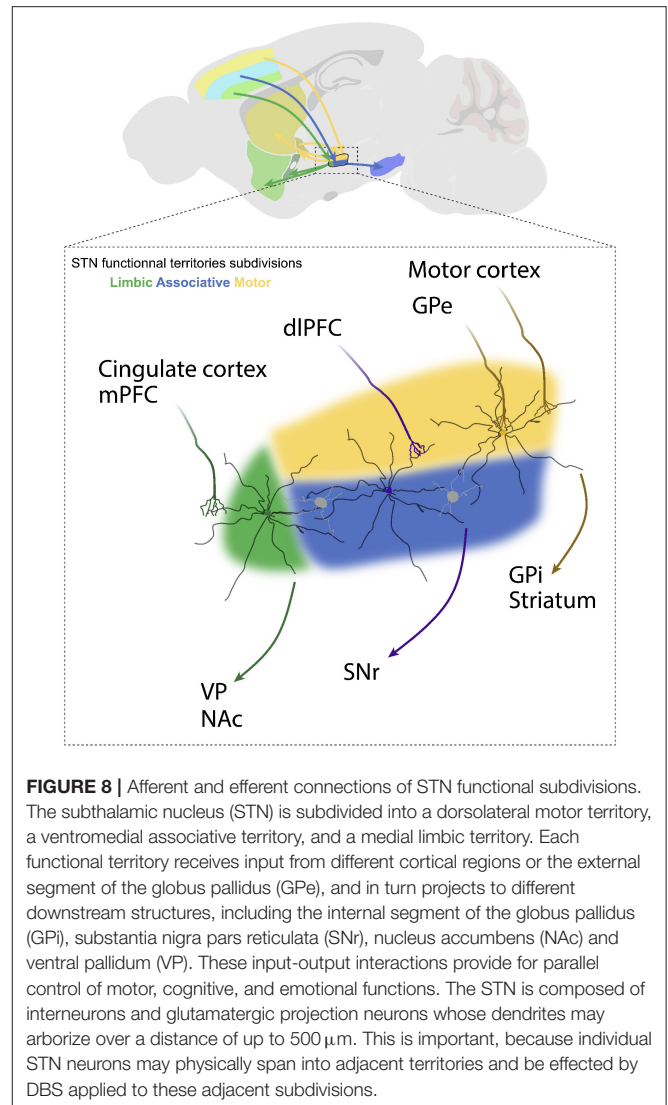 STN functionnal territories subdivisions
Limbic Associative Motor
Motor cortex
GPe
dlPFC
Cingulate cortex
mPFC
GPi
Striatum
SNr
VP
NAc
FIGURE 8 | Afferent and efferent connections of STN functional subdivisions.
The subthalamic nucleus (STN) is subdivided into a dorsolateral motor territory,
a ventromedial associative territory, and a medial limbic territory. Each
functional territory receives input from different cortical regions or the external
segment of the globus pallidus (GPe), and in turn projects to different
downstream structures, including the internal segment of the globus pallidus
(GPi), substantia nigra pars reticulata (SNr), nucleus accumbens (NAc) and
ventral pallidum (VP). These input-output interactions provide for parallel
control of motor, cognitive, and emotional functions. The STN is composed of
interneurons and glutamatergic projection neurons whose dendrites may
arborize over a distance of up to 500 μm. This is important, because individual
STN neurons may physically span into adjacent territories and be effected by
DBS applied to these adjacent subdivisions.